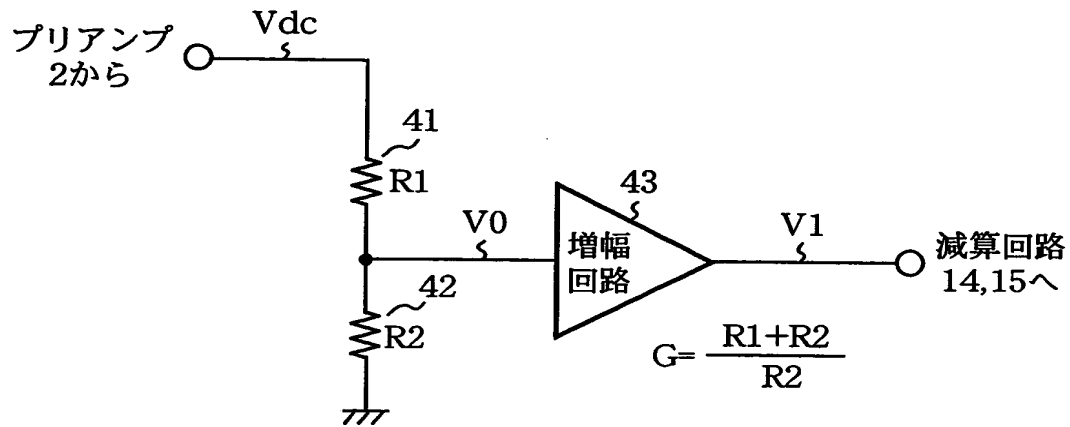 Vdc
プリアンプ
2から
41
R1
43
V0
増幅
回路
V1
減算回路
14,15へ
42
R2
G= R1+R2
R2